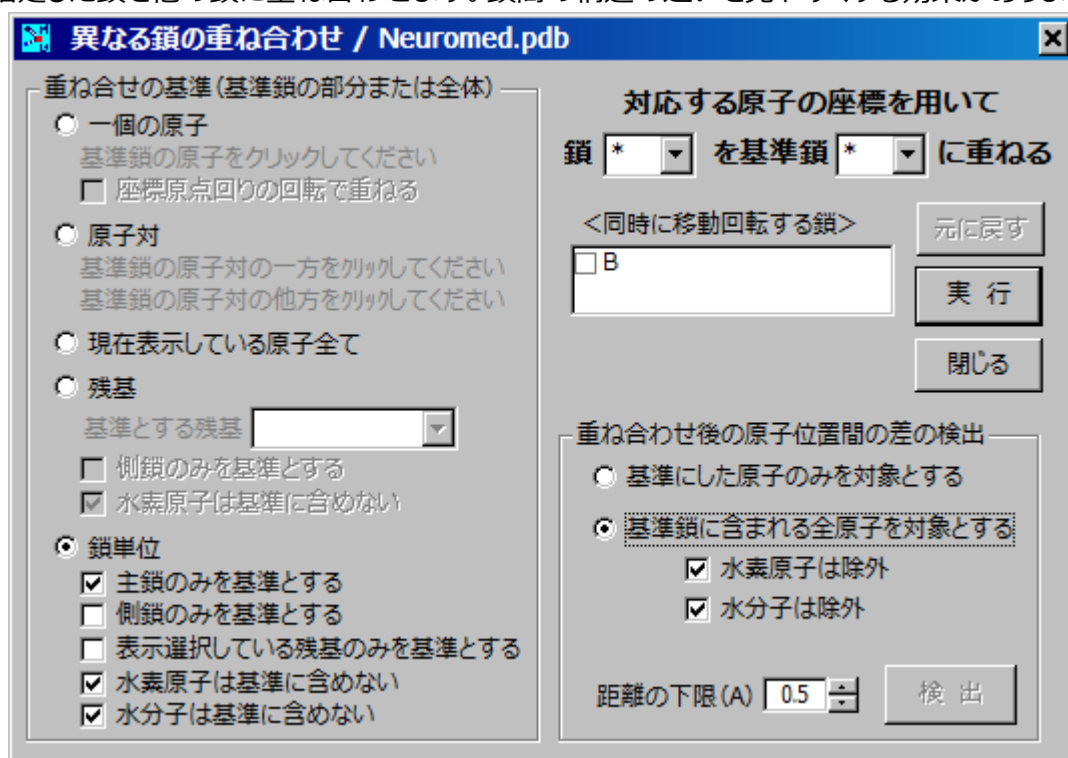 異なる鎖の重ね合わせ / Neuromed.pdb
重ね合せの基準(基準鎖の部分または全体)
一個の原子
基準鎖の原子をクリックしてください
座標原点回りの回転で重ねる
原子対
基準鎖の原子対の一方をクリックしてください
基準鎖の原子対の他方をクリックしてください
現在表示している原子全て
残基
基準とする残基
側鎖のみを基準とする
水素原子は基準に含めない
鎖単位
主鎖のみを基準とする
側鎖のみを基準とする
表示選択している残基のみを基準とする
水素原子は基準に含めない
水分子は基準に含めない
対応する原子の座標を用いて
鎖 * を基準鎖 * に重ねる
<同時に移動回転する鎖>
B
元に戻す
実 行
閉じる
重ね合わせ後の原子位置間の差の検出
基準にした原子のみを対象とする
基準鎖に含まれる全原子を対象とする
水素原子は除外
水分子は除外
距離の下限(A) 0.5
検 出